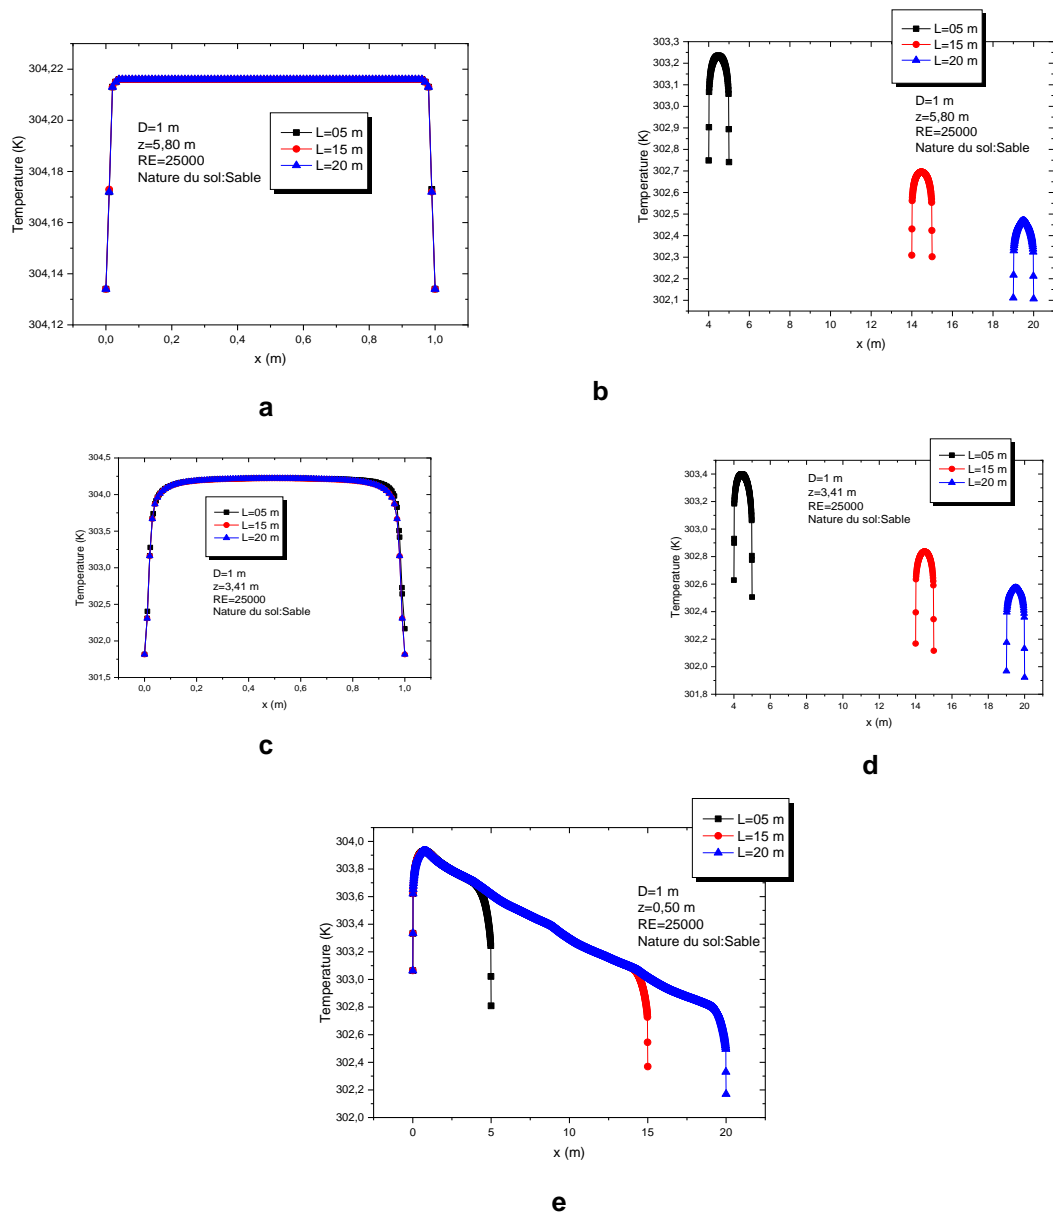 304,22
304,20
304,18
304,16
304,14
304,12
Temperature (K)
D=1 m
z=5,80 m
RE=25000
Nature du sol:Sable
L=05 m
L=15 m
L=20 m
0,0 0,2 0,4 0,6 0,8 1,0
x (m)
a
L=05 m
L=15 m
L=20 m
303,3
303,2
303,0
302,9
302,7
302,6
302,4
302,3
302,1
302,1
Temperature (K)
D=1 m
z=5,80 m
RE=25000
Nature du sol:Sable
4 6 8 10 12 14 16 18 20
x (m)
b
304,5
304,0
303,5
303,0
302,5
302,0
301,5
Temperature (K)
L=05 m
L=15 m
L=20 m
D=1 m
z=3,41 m
RE=25000
Nature du sol:Sable
0,0 0,2 0,4 0,6 0,8 1,0
x (m)
c
L=05 m
L=15 m
L=20 m
303,4
303,2
303,0
302,8
302,6
302,4
302,2
302,0
301,8
Temperature (K)
D=1 m
z=3,41 m
RE=25000
Nature du sol:Sable
4 6 8 10 12 14 16 18 20
x (m)
d
L=05 m
L=15 m
L=20 m
304,0
303,8
303,6
303,4
303,2
303,0
302,8
302,6
302,4
302,2
302,0
Temperature (K)
D=1 m
z=0,50 m
RE=25000
Nature du sol:Sable
0 5 10 15 20
x (m)
e